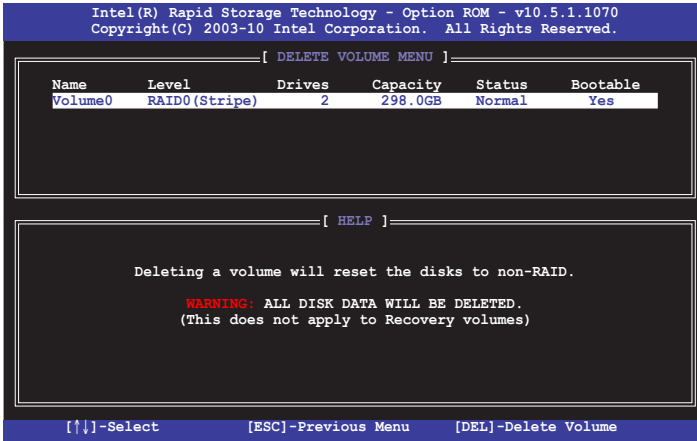 Intel(R) Rapid Storage Technology - Option ROM - v10.5.1.1070
Copyright(C) 2003-10 Intel Corporation. All Rights Reserved.
[ DELETE VOLUME MENU ]
Name Level Drives Capacity Status Bootable
Volume0 RAID0(Stripe) 2 298.0GB Normal Yes
[ HELP ]
Deleting a volume will reset the disks to non-RAID.
WARNING: ALL DISK DATA WILL BE DELETED.
(This does not apply to Recovery volumes)
[↑↓]-Select [ESC]-Previous Menu [DEL]-Delete Volume